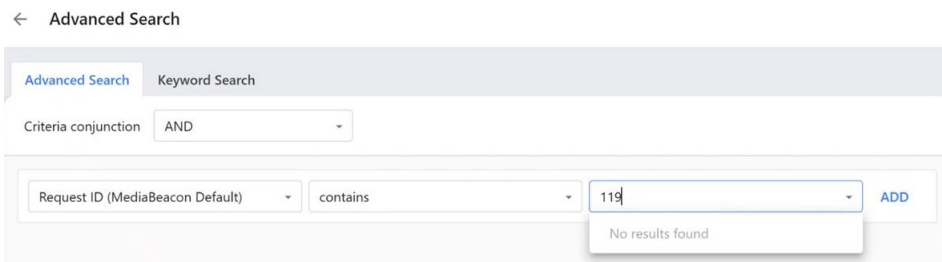 Advanced Search
Advanced Search Keyword Search
Criteria conjunction AND
Request ID (MediaBeacon Default) contains 119 ADD
No results found